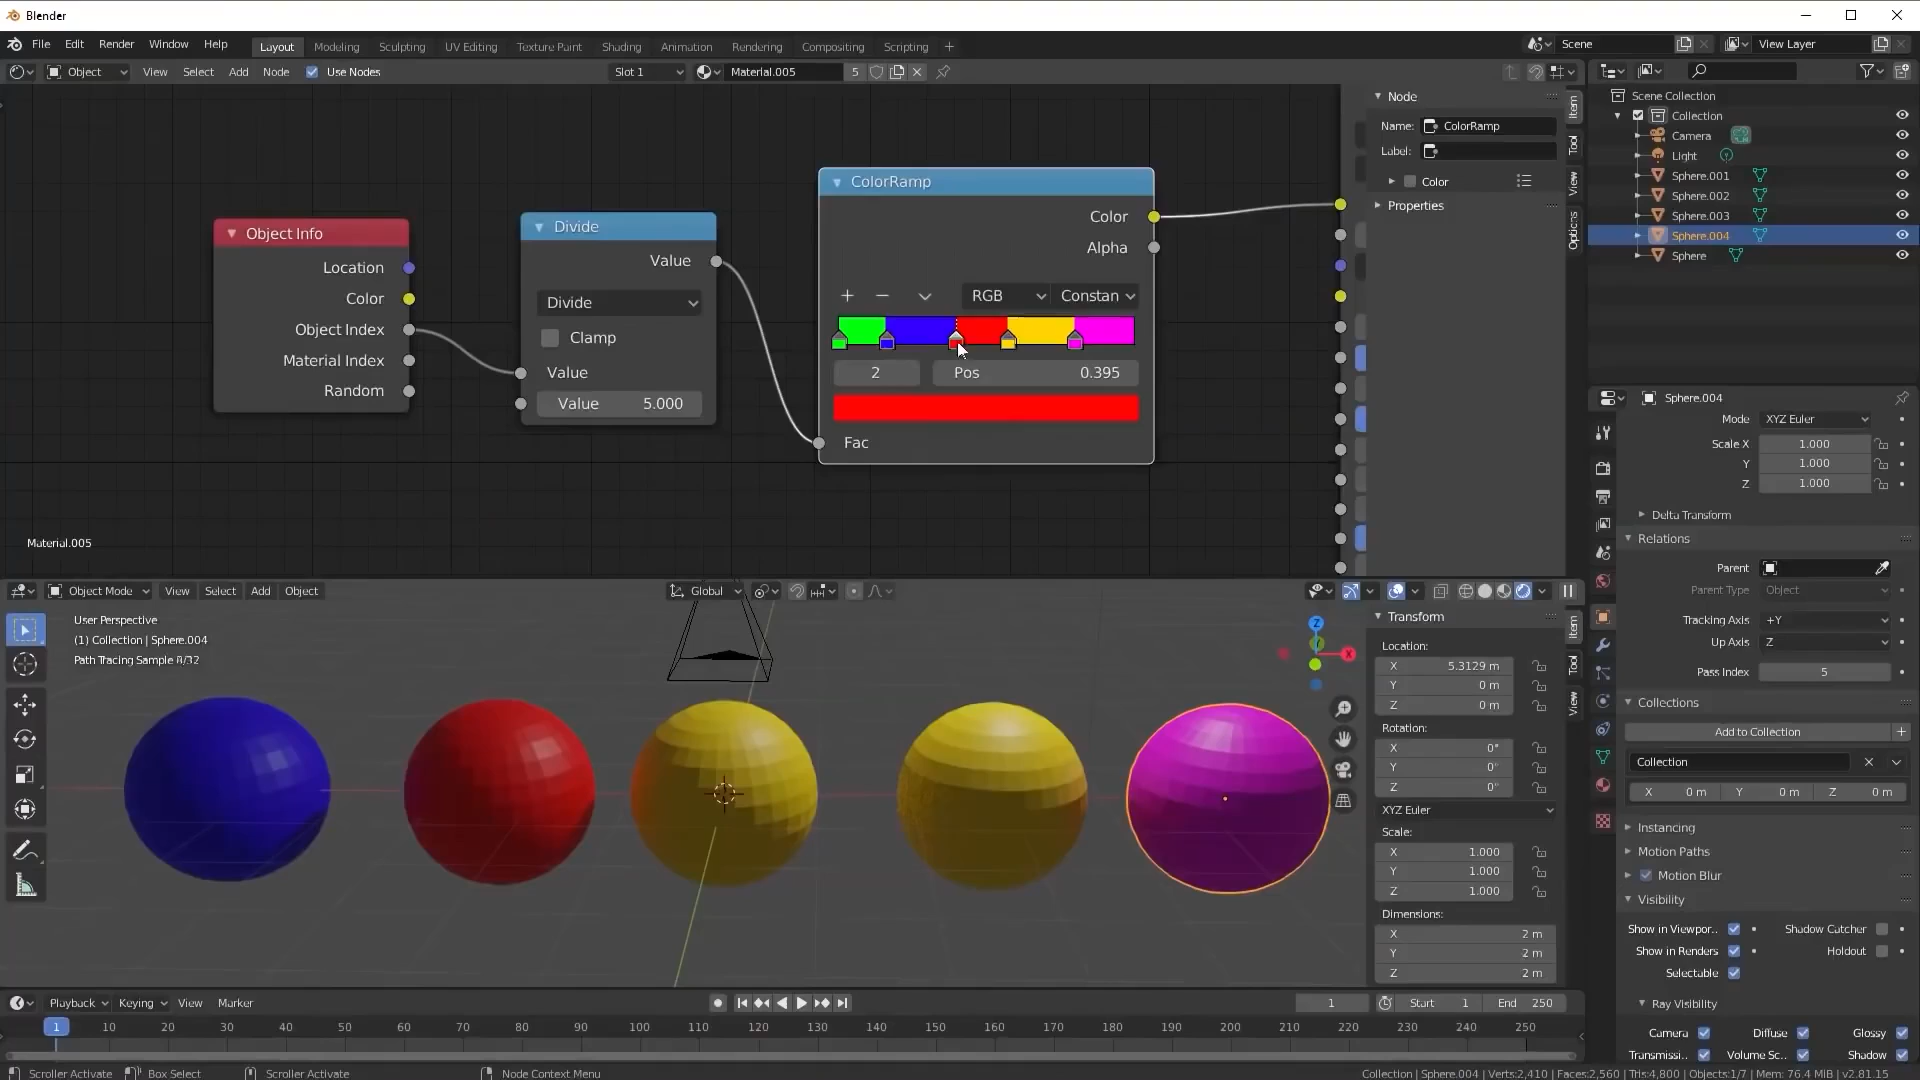 Blender
File Edit Render Window Help Layout Modeling Sculpting UV Editing Texture Paint Shading Animation Rendering Compositing Scripting + Scene View Layer
Object View Select Add Node Use Nodes Slot 1 Material.005 5
Node
Name: ColorRamp
Label:
Color
Properties
Item
Tool
View
Options
Object Info
Location
Color
Object Index
Material Index
Random
Divide
Value
Divide
Clamp
Value
Value 5.000
ColorRamp
Color
Alpha
+ − RGB Constan
2 Pos 0.395
Fac
Material.005
Scene Collection
Collection
Camera
Light
Sphere.001
Sphere.002
Sphere.003
Sphere.004
Sphere
Sphere.004
Mode XYZ Euler
Scale X 1.000
Y 1.000
Z 1.000
Delta Transform
Relations
Parent
Parent Type Object
Tracking Axis +Y
Up Axis Z
Pass Index 5
Collections
Add to Collection +
Collection
X 0 m Y 0 m Z 0 m
Instancing
Motion Paths
Motion Blur
Visibility
Show in Viewpor.. Shadow Catcher
Show in Renders Holdout
Selectable
Ray Visibility
Camera Diffuse Glossy
Transmissi.. Volume Sc.. Shadow
Object Mode View Select Add Object Global
User Perspective
(1) Collection | Sphere.004
Z
X
Transform
Location:
X 5.3129 m
Y 0 m
Z 0 m
Rotation:
X 0°
Y 0°
Z 0°
XYZ Euler
Scale:
X 1.000
Y 1.000
Z 1.000
Dimensions:
X 2 m
Y 2 m
Z 2 m
Item
Tool
View
Playback Keying View Marker 1 Start 1 End 250
1 10 20 30 40 50 60 70 80 90 100 110 120 130 140 150 160 170 180 190 200 210 220 230 240 250
Scroller Activate Box Select Scroller Activate Node Context Menu Collection | Sphere.004 | Verts:2,410 | Faces:2,560 | Tris:4,800 | Objects:1/7 | Mem: 76.4 MiB | v2.81.15